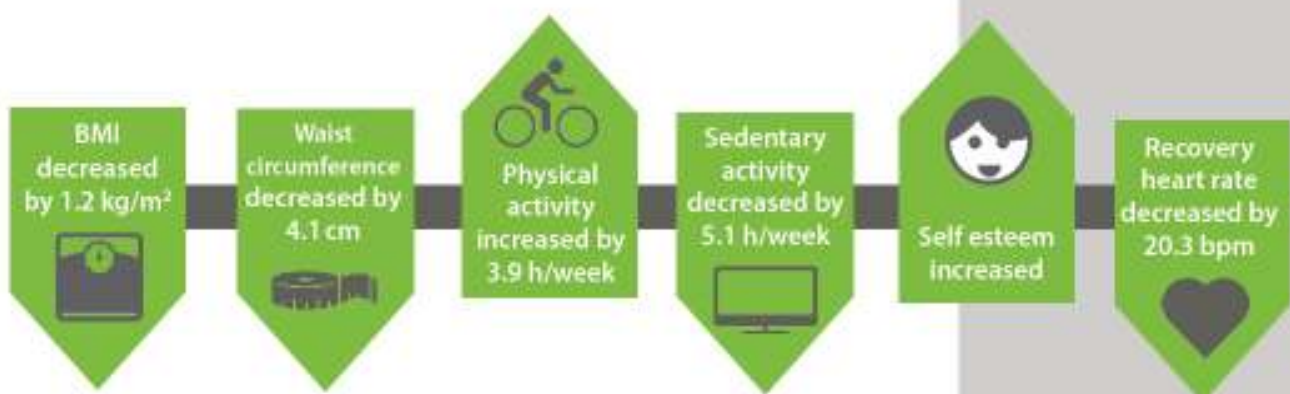 BMI
decreased
by 1.2 kg/m²
Waist
circumference
decreased by
4.1 cm
Physical
activity
increased by
3.9 h/week
Sedentary
activity
decreased by
5.1 h/week
Self esteem
increased
Recovery
heart rate
decreased by
20.3 bpm